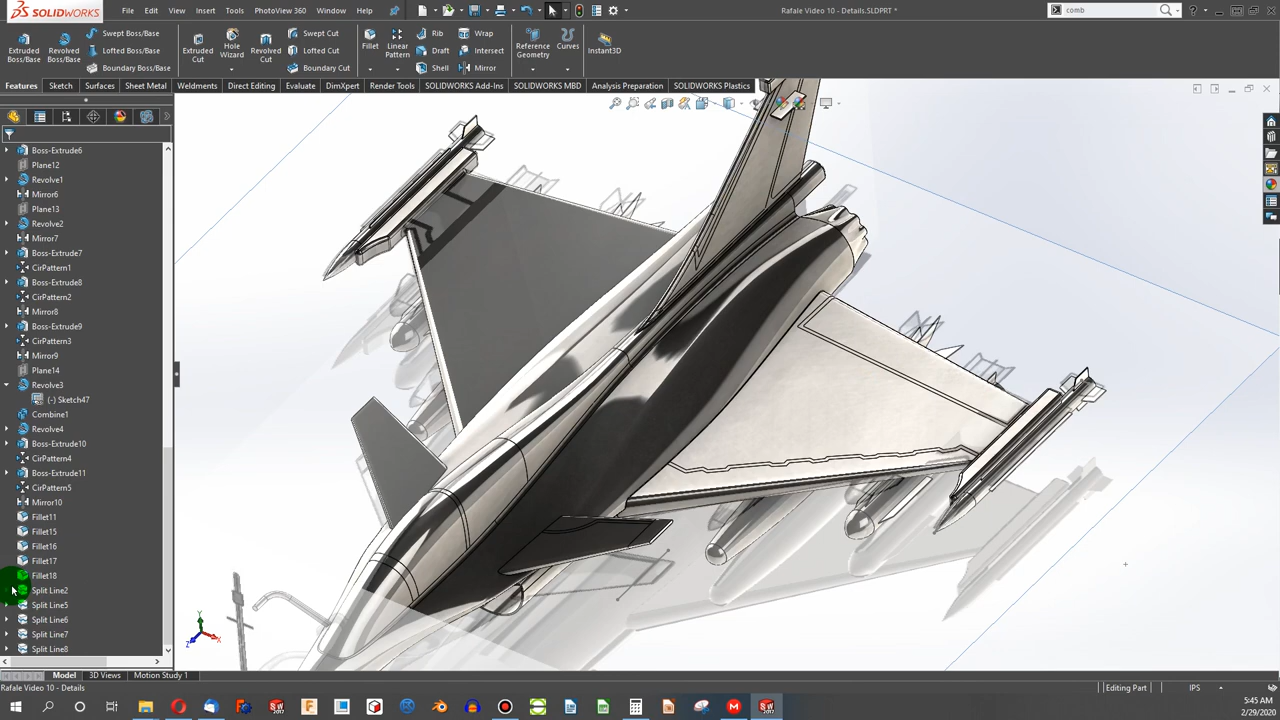 SOLIDWORKS
File Edit View Insert Tools PhotoView 360 Window Help
Rafale Video 10 - Details.SLDPRT *
comb
Extruded Boss/Base
Revolved Boss/Base
Swept Boss/Base
Lofted Boss/Base
Boundary Boss/Base
Extruded Cut
Hole Wizard
Revolved Cut
Swept Cut
Lofted Cut
Boundary Cut
Fillet
Linear Pattern
Rib
Draft
Shell
Wrap
Intersect
Mirror
Reference Geometry
Curves
Instant3D
Features Sketch Surfaces Sheet Metal Weldments Direct Editing Evaluate DimXpert Render Tools SOLIDWORKS Add-Ins SOLIDWORKS MBD Analysis Preparation SOLIDWORKS Plastics
Boss-Extrude6
Plane12
Revolve1
Mirror6
Plane13
Revolve2
Mirror7
Boss-Extrude7
CirPattern1
Boss-Extrude8
CirPattern2
Mirror8
Boss-Extrude9
CirPattern3
Mirror9
Plane14
Revolve3
(-) Sketch47
Combine1
Revolve4
Boss-Extrude10
CirPattern4
Boss-Extrude11
CirPattern5
Mirror10
Fillet11
Fillet15
Fillet16
Fillet17
Fillet18
Split Line2
Split Line5
Split Line6
Split Line7
Split Line8
Y
X
Z
Model 3D Views Motion Study 1
Rafale Video 10 - Details
Editing Part
IPS
5:45 AM
2/29/2020